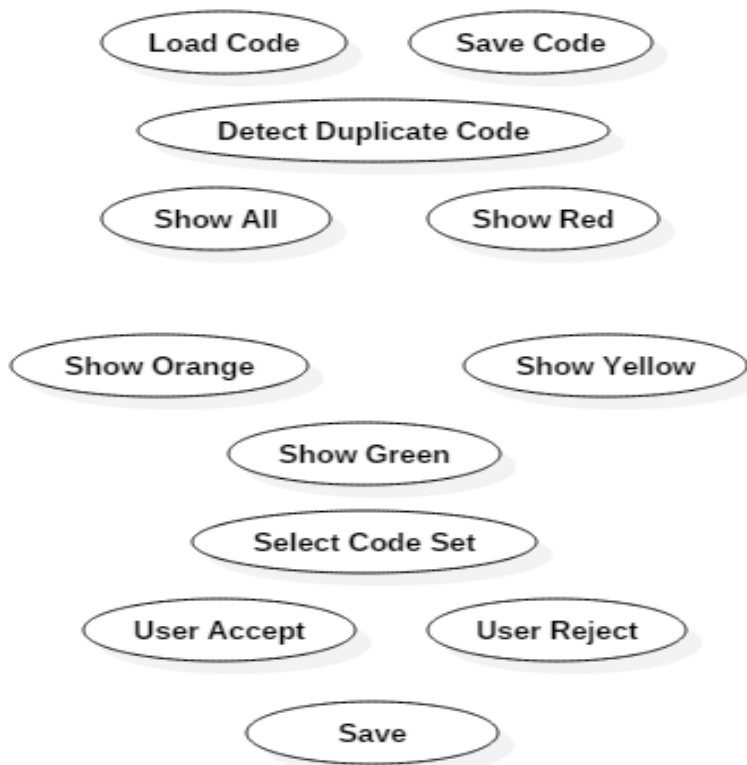 Load Code
Save Code
Detect Duplicate Code
Show All
Show Red
Show Orange
Show Yellow
Show Green
Select Code Set
User Accept
User Reject
Save